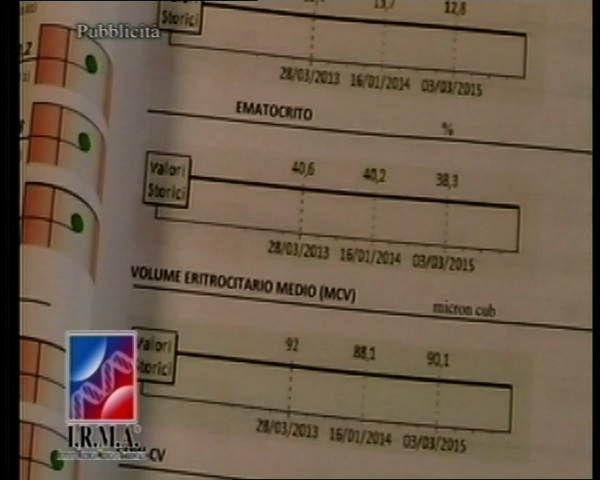 Pubblicità
Valori
Storici
12,8
28/03/2013 16/01/2014 03/03/2015
EMATOCRITO
%
Valori
Storici
40,6 40,2 38,3
28/03/2013 16/01/2014 03/03/2015
VOLUME ERITROCITARIO MEDIO (MCV)
micron cub
Valori
Storici
92 88,1 90,1
28/03/2013 16/01/2014 03/03/2015
I.R.M.A.
CV